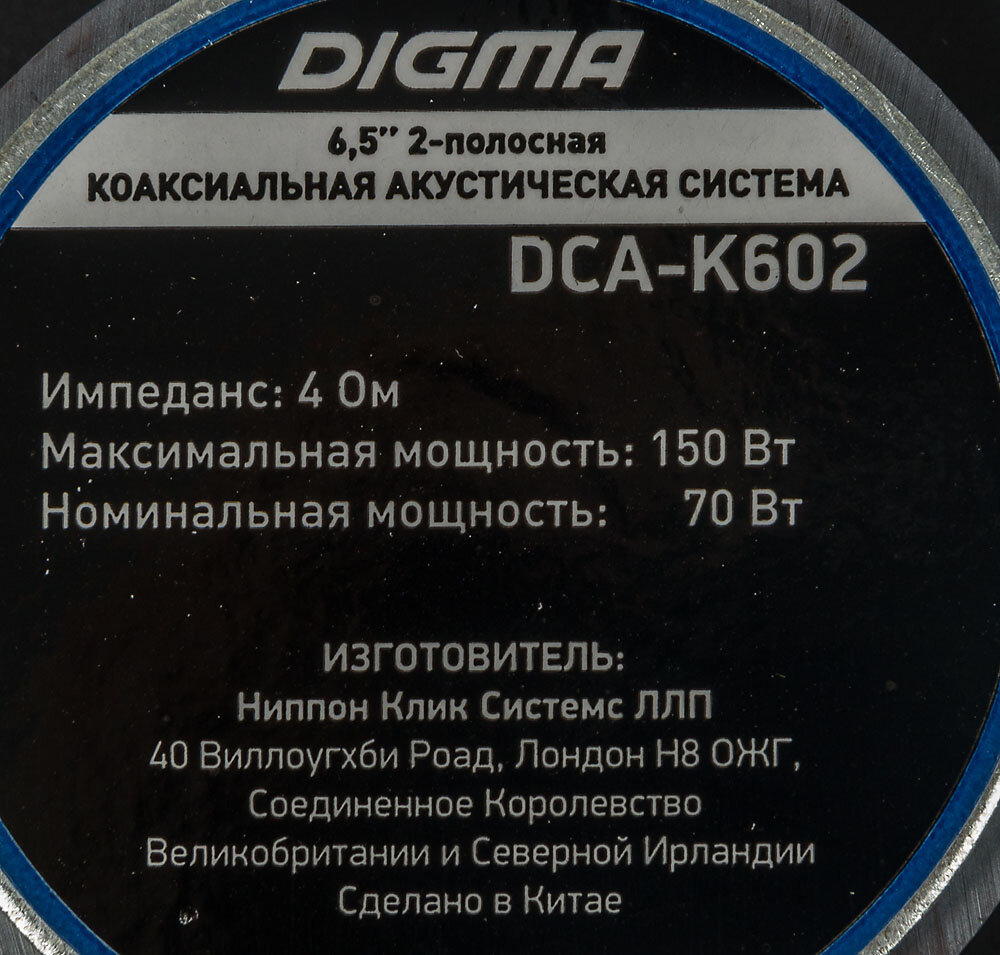 DIGMA
6,5" 2-полосная
КОАКСИАЛЬНАЯ АКУСТИЧЕСКАЯ СИСТЕМА
DCA-K602
Импеданс: 4 Ом
Максимальная мощность: 150 Вт
Номинальная мощность: 70 Вт
ИЗГОТОВИТЕЛЬ:
Ниппон Клик Системс ЛЛП
40 Виллоугхби Роад, Лондон Н8 ОЖГ,
Соединенное Королевство
Великобритании и Северной Ирландии
Сделано в Китае